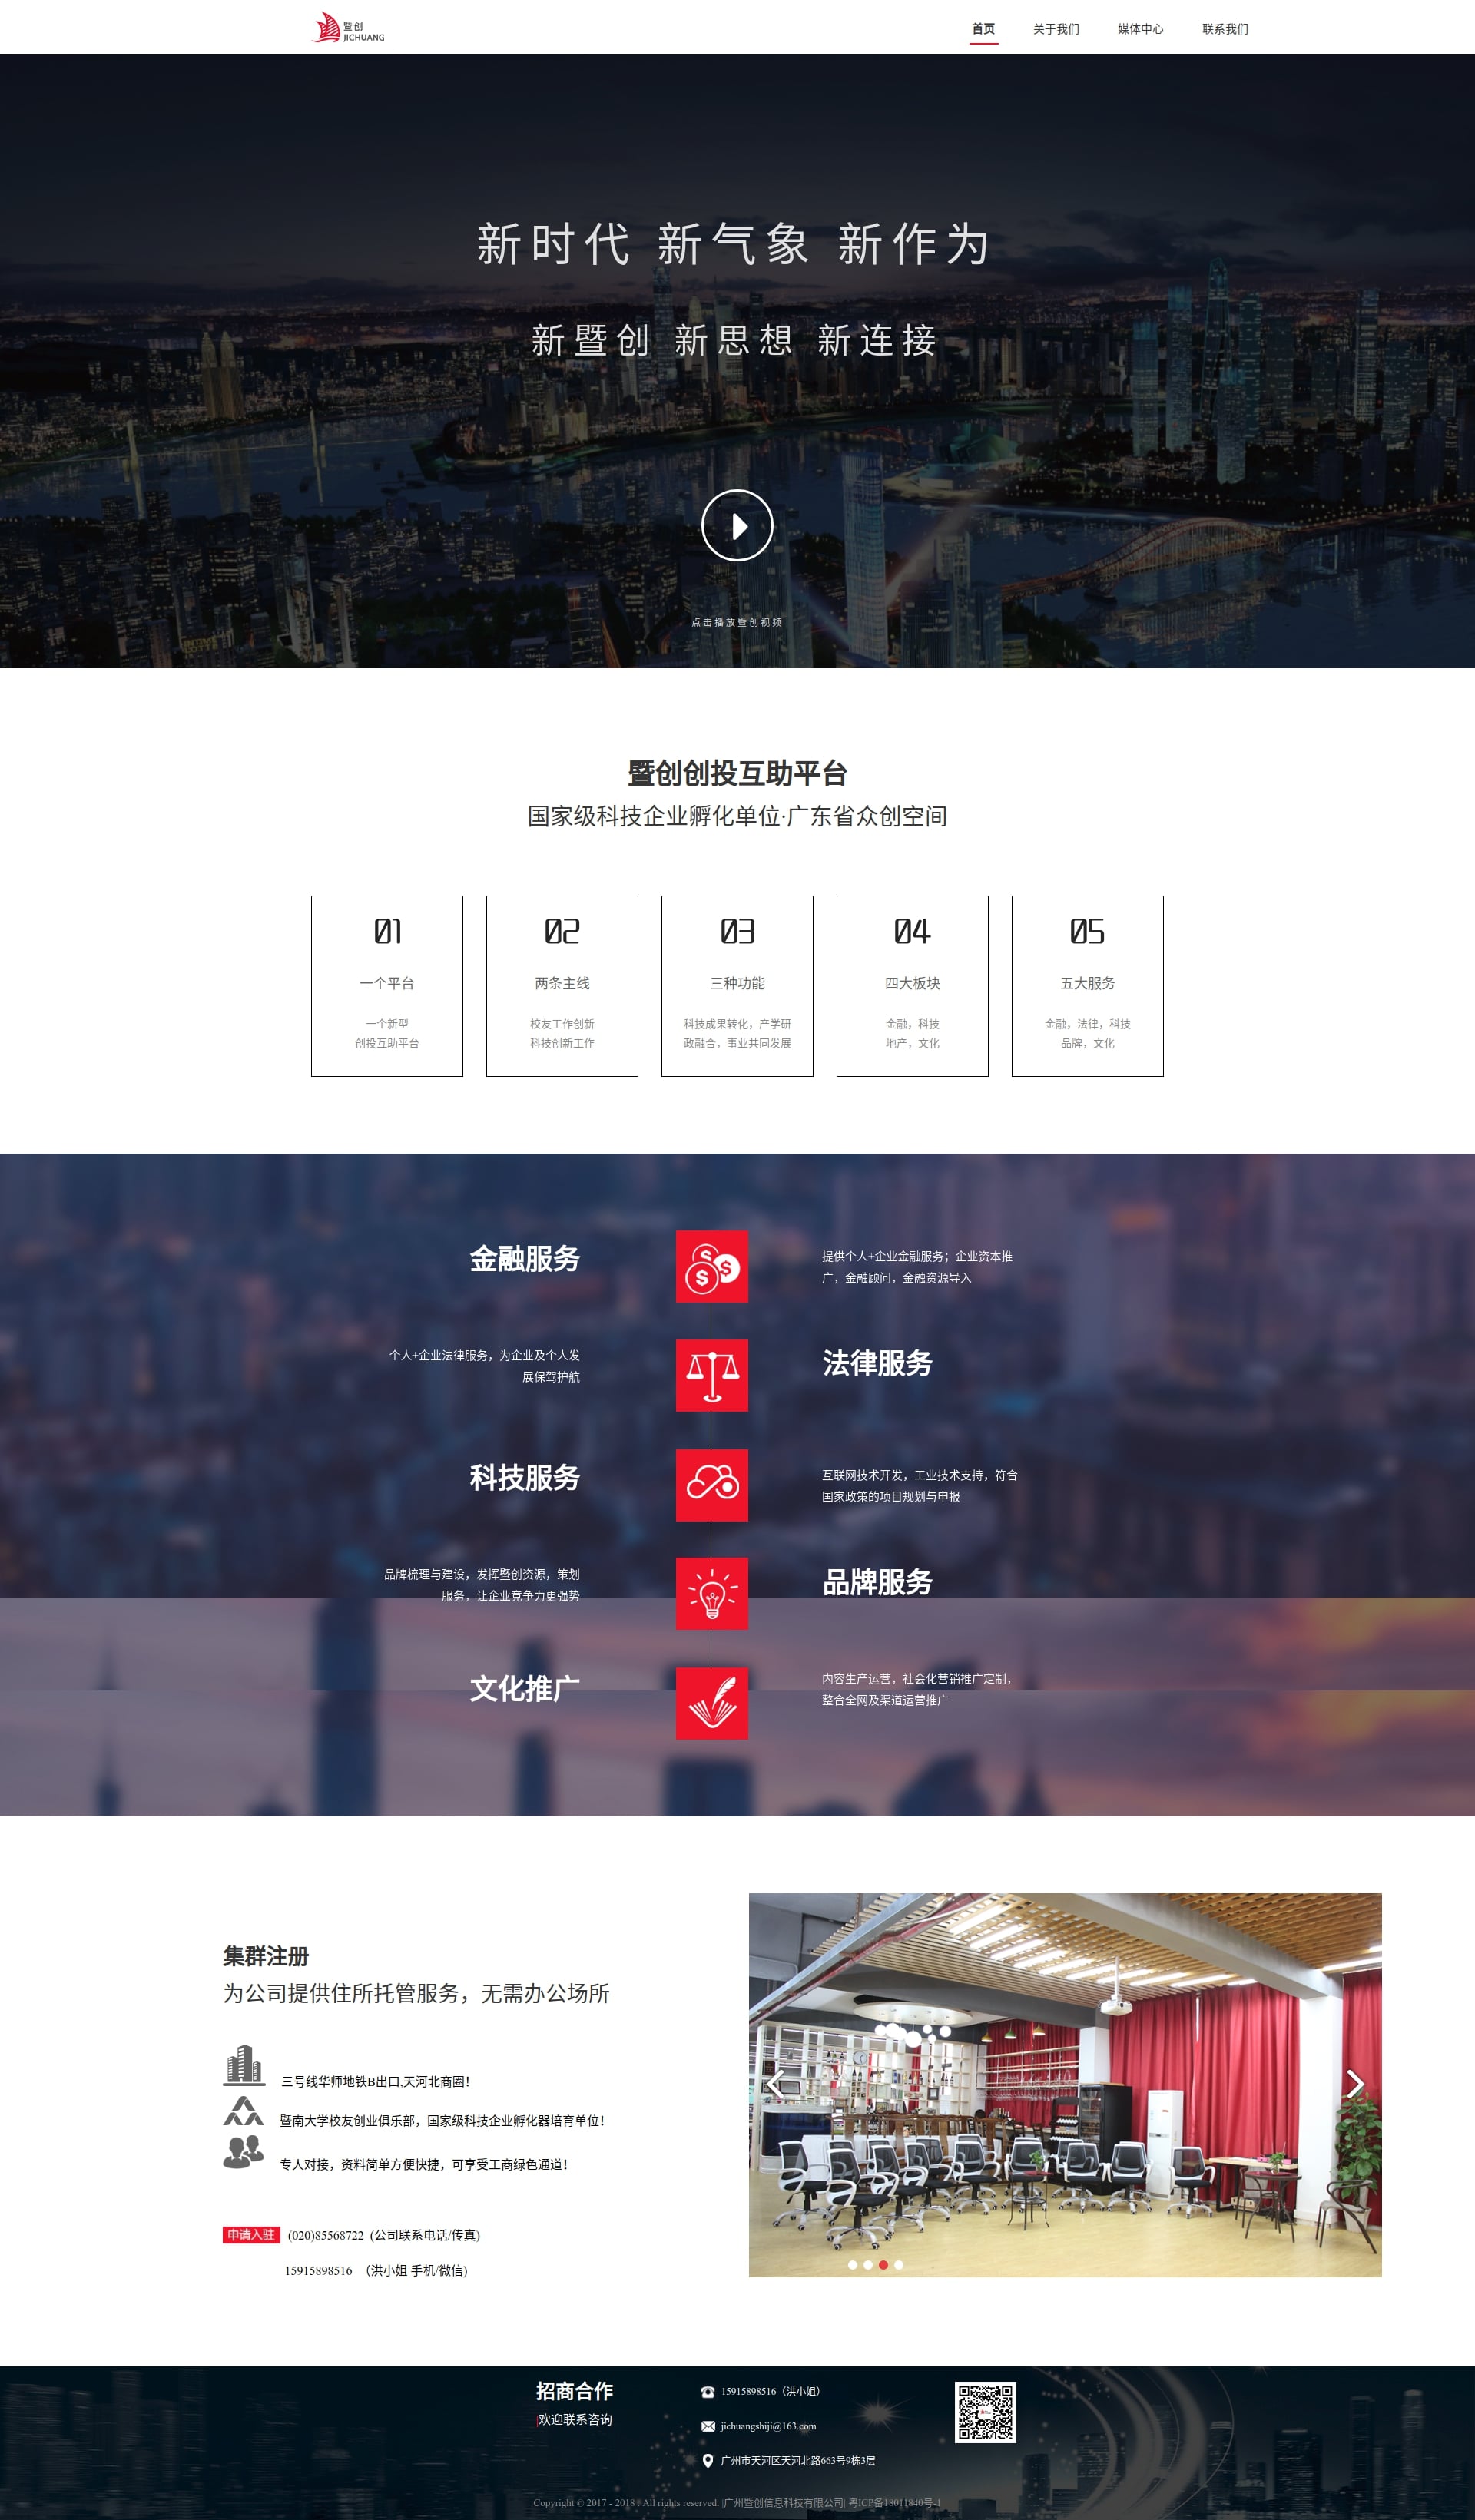 暨创
JICHUANG
首页
关于我们
媒体中心
联系我们
新时代 新气象 新作为
新暨创 新思想 新连接
点击播放暨创视频
暨创创投互助平台
国家级科技企业孵化单位·广东省众创空间
01
一个平台
一个新型
创投互助平台
02
两条主线
校友工作创新
科技创新工作
03
三种功能
科技成果转化，产学研
政融合，事业共同发展
04
四大板块
金融，科技
地产，文化
05
五大服务
金融，法律，科技
品牌，文化
金融服务
提供个人+企业金融服务；企业资本推
广，金融顾问，金融资源导入
个人+企业法律服务，为企业及个人发
展保驾护航
法律服务
科技服务
互联网技术开发，工业技术支持，符合
国家政策的项目规划与申报
品牌梳理与建设，发挥暨创资源，策划
服务，让企业竞争力更强势
品牌服务
文化推广
内容生产运营，社会化营销推广定制，
整合全网及渠道运营推广
集群注册
为公司提供住所托管服务，无需办公场所
三号线华师地铁B出口,天河北商圈！
暨南大学校友创业俱乐部，国家级科技企业孵化器培育单位！
专人对接，资料简单方便快捷，可享受工商绿色通道！
申请入驻 (020)85568722 (公司联系电话/传真)
15915898516 （洪小姐 手机/微信)
招商合作
|欢迎联系咨询
15915898516（洪小姐）
jichuangshiji@163.com
广州市天河区天河北路663号9栋3层
Copyright © 2017 - 2018 All rights reserved. |广州暨创信息科技有限公司| 粤ICP备18011840号-1